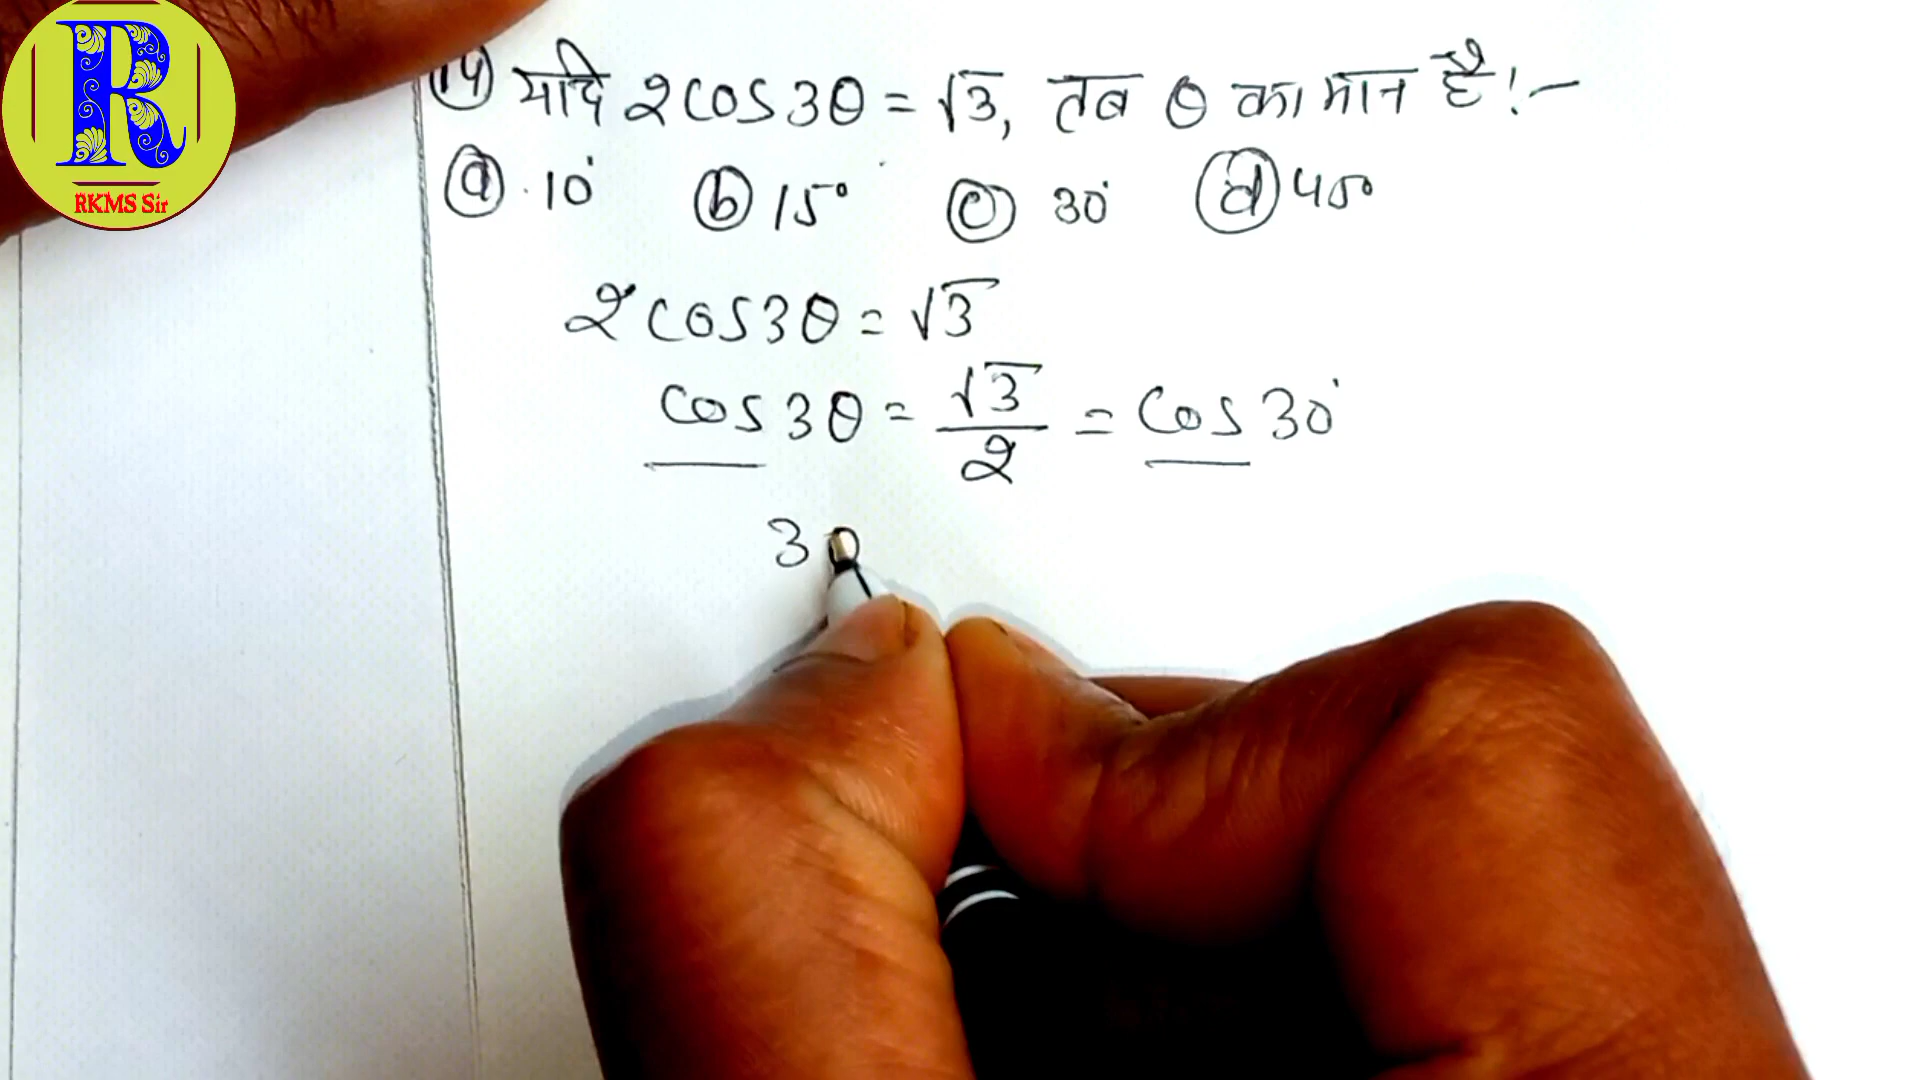 R
RKMS Sir
14 यदि 2cos3θ = √3, तब θ का मान है!-
a 10° b 15° c 30° d 45°
2cos3θ = √3
cos3θ = √3/2 = cos30°
3θ